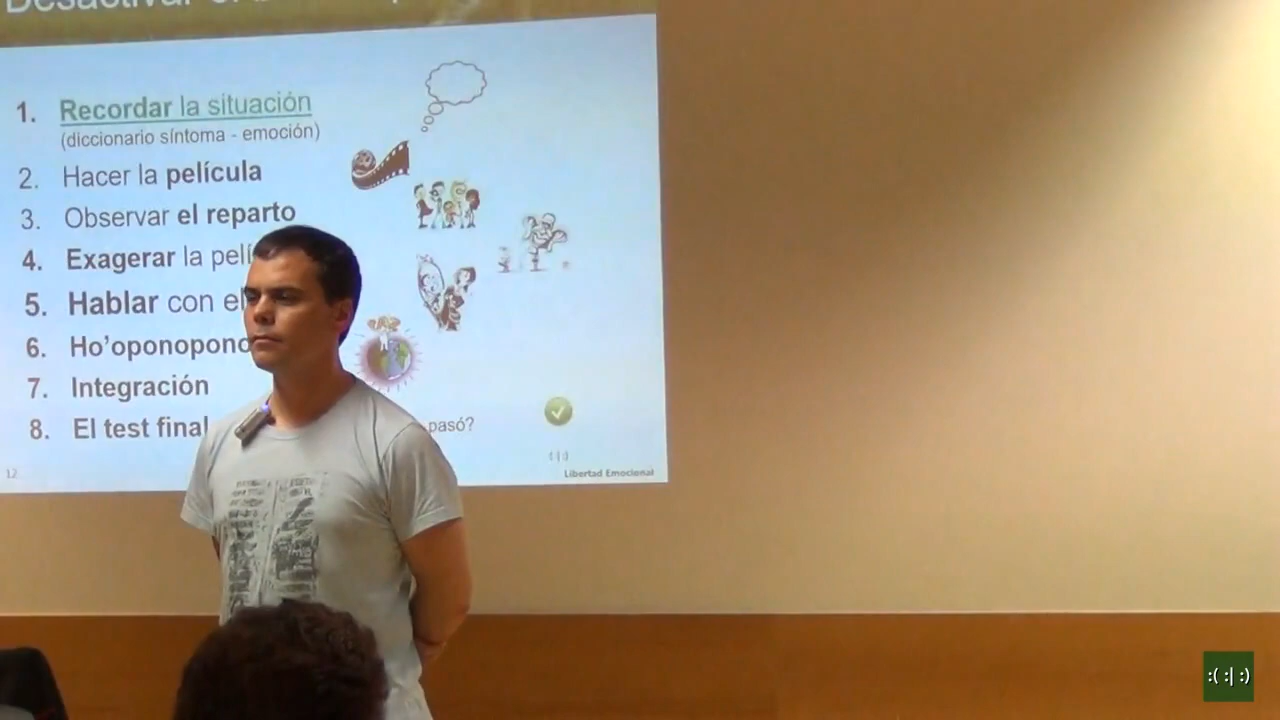 Desactivar
1. Recordar la situación
(diccionario síntoma - emoción)
2. Hacer la película
3. Observar el reparto
4. Exagerar la pelí
5. Hablar con el
6. Ho'oponopono
7. Integración
8. El test final pasó?
12
Libertad Emocional
:( :| :)